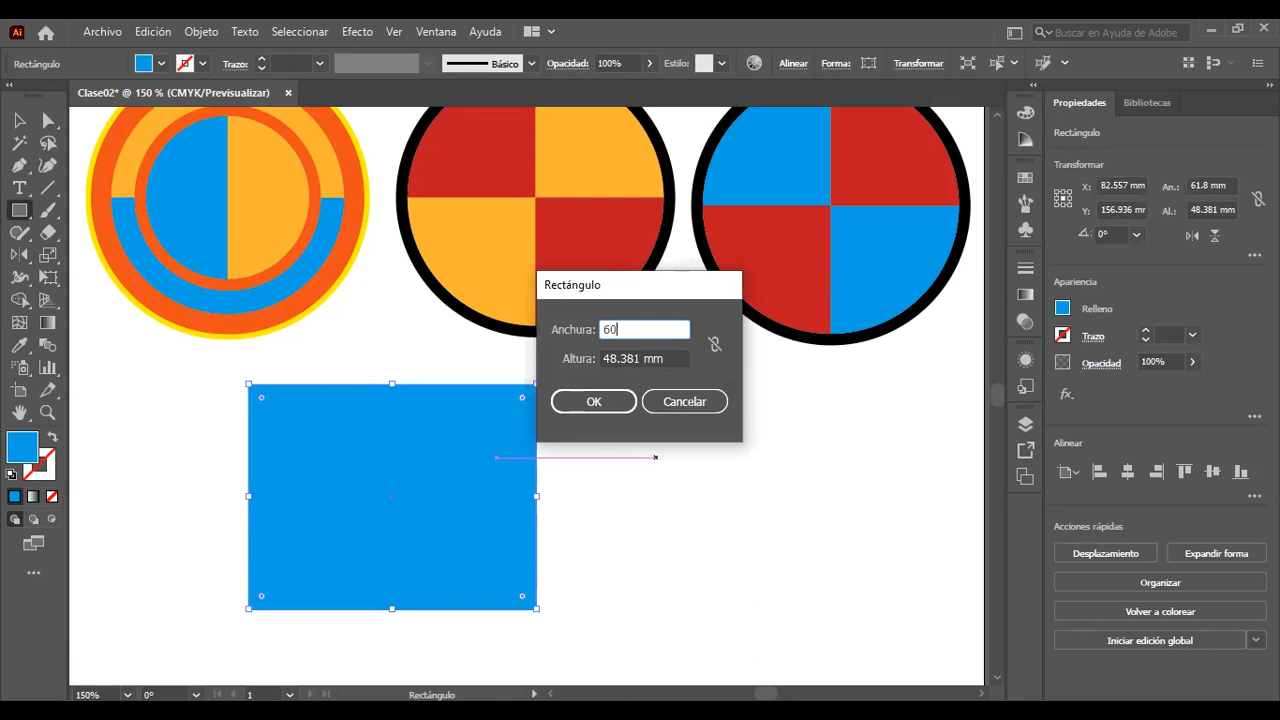 Ai Archivo Edición Objeto Texto Seleccionar Efecto Ver Ventana Ayuda Buscar en Ayuda de Adobe
Rectángulo Trazo: Básico Opacidad: 100% Estilo: Alinear Forma: Transformar
Clase02* @ 150 % (CMYK/Previsualizar)
Propiedades Bibliotecas
Rectángulo
Transformar
X: 82.557 mm An.: 61.8 mm
Y: 156.936 mm Al.: 48.381 mm
0°
Apariencia
Relleno
Trazo
Opacidad 100%
fx.
Alinear
Acciones rápidas
Desplazamiento Expandir forma
Organizar
Volver a colorear
Iniciar edición global
Rectángulo
Anchura: 60
Altura: 48.381 mm
OK Cancelar
150% 0° 1 Rectángulo